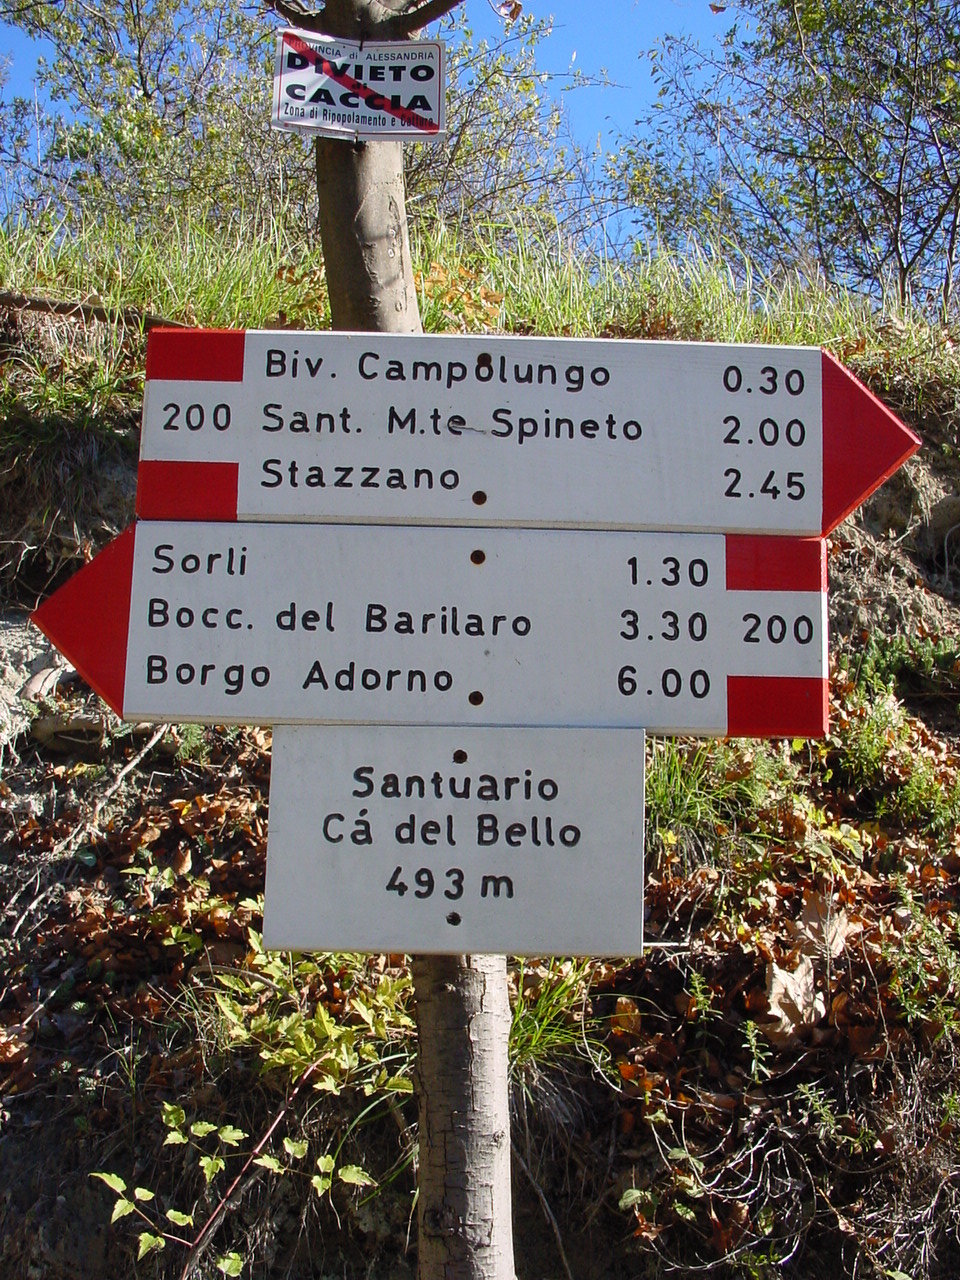 PROVINCIA di ALESSANDRIA
DIVIETO
di
CACCIA
Zona di Ripopolamento e Cattura
Biv. Campolungo 0.30
200 Sant. M.te Spineto 2.00
Stazzano 2.45
Sorli 1.30
Bocc. del Barilaro 3.30 200
Borgo Adorno 6.00
Santuario
Cá del Bello
493 m